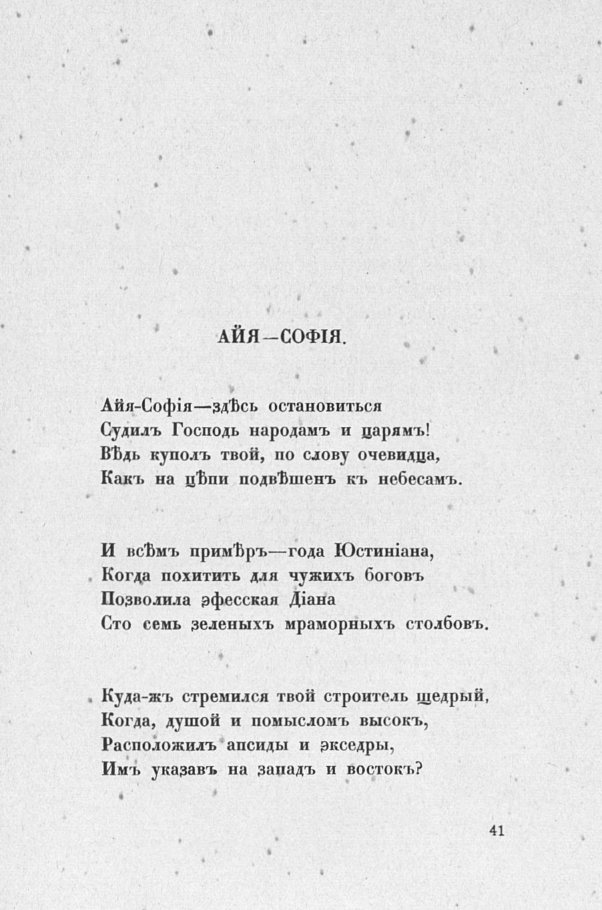 АЙЯ—СОФІЯ.
Айя-Софія—здѣсь остановиться
Судилъ Господь народамъ и царямъ!
Вѣдь куполъ твой, по слову очевидца,
Какъ на цѣпи подвѣшенъ къ небесамъ.
И всѣмъ примѣръ—года Юстиніана,
Когда похитить для чужихъ боговъ
Позволила эфесская Діана
Сто семь зеленыхъ мраморныхъ столбовъ.
Куда-жъ стремился твой строитель щедрый,
Когда, душой и помысломъ высокъ,
Расположилъ апсиды и экседры,
Имъ указавъ на западъ и востокъ?
41